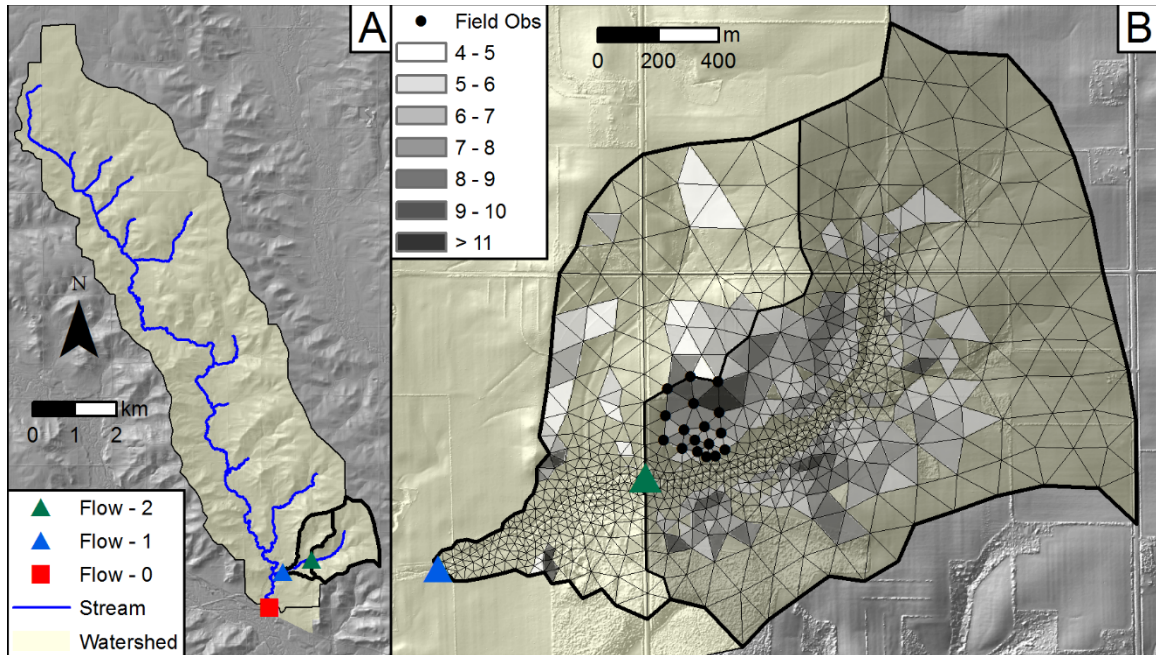 A
N
km
0 1 2
Flow - 2
Flow - 1
Flow - 0
Stream
Watershed
B
Field Obs
4 - 5
5 - 6
6 - 7
7 - 8
8 - 9
9 - 10
> 11
m
0 200 400